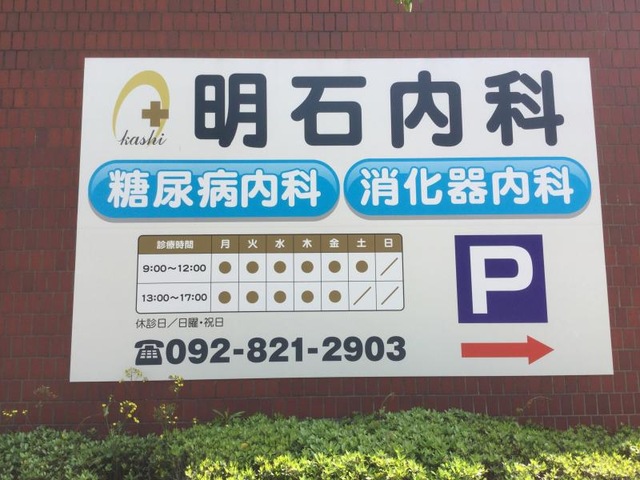 明石内科
Akashi
糖尿病内科 消化器内科
診療時間 月 火 水 木 金 土 日
9:00～12:00 ● ● ● ● ● ● ／
13:00～17:00 ● ● ● ● ● ／ ／
休診日／日曜・祝日
☎092-821-2903
P